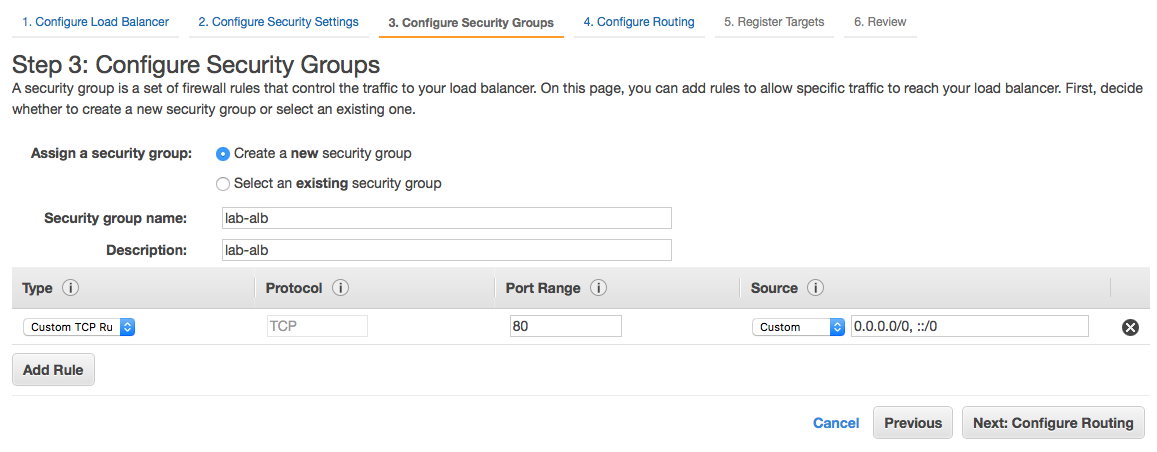 1. Configure Load Balancer 2. Configure Security Settings 3. Configure Security Groups 4. Configure Routing 5. Register Targets 6. Review
Step 3: Configure Security Groups
A security group is a set of firewall rules that control the traffic to your load balancer. On this page, you can add rules to allow specific traffic to reach your load balancer. First, decide
whether to create a new security group or select an existing one.
Assign a security group: Create a new security group
Select an existing security group
Security group name: lab-alb
Description: lab-alb
Type i Protocol i Port Range i Source i
Custom TCP Ru TCP 80 Custom 0.0.0.0/0, ::/0
Add Rule
Cancel Previous Next: Configure Routing